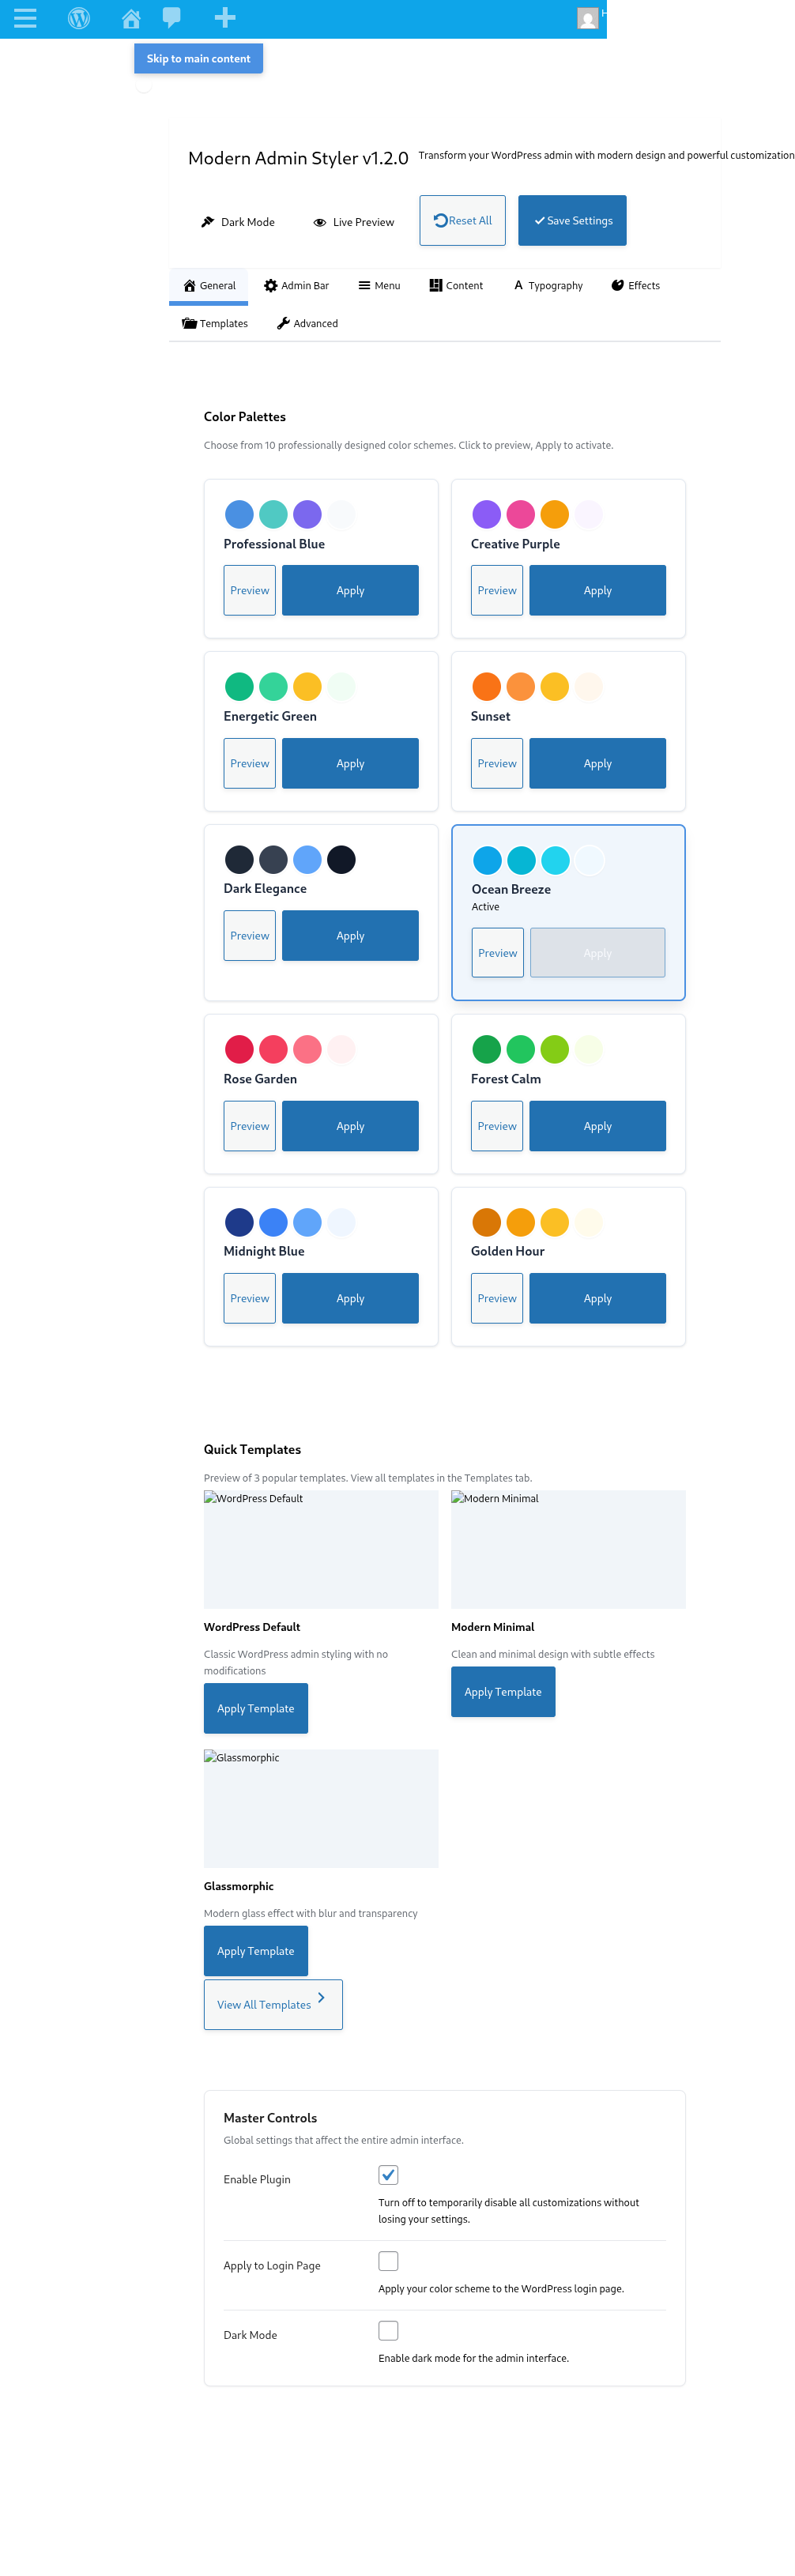 H
Skip to main content
Modern Admin Styler v1.2.0
Transform your WordPress admin with modern design and powerful customization
Dark Mode
Live Preview
Reset All
Save Settings
General
Admin Bar
Menu
Content
Typography
Effects
Templates
Advanced
Color Palettes
Choose from 10 professionally designed color schemes. Click to preview, Apply to activate.
Professional Blue
Preview
Apply
Creative Purple
Preview
Apply
Energetic Green
Preview
Apply
Sunset
Preview
Apply
Dark Elegance
Preview
Apply
Ocean Breeze
Active
Preview
Apply
Rose Garden
Preview
Apply
Forest Calm
Preview
Apply
Midnight Blue
Preview
Apply
Golden Hour
Preview
Apply
Quick Templates
Preview of 3 popular templates. View all templates in the Templates tab.
WordPress Default
WordPress Default
Classic WordPress admin styling with no
modifications
Apply Template
Modern Minimal
Modern Minimal
Clean and minimal design with subtle effects
Apply Template
Glassmorphic
Glassmorphic
Modern glass effect with blur and transparency
Apply Template
View All Templates
Master Controls
Global settings that affect the entire admin interface.
Enable Plugin
Turn off to temporarily disable all customizations without
losing your settings.
Apply to Login Page
Apply your color scheme to the WordPress login page.
Dark Mode
Enable dark mode for the admin interface.